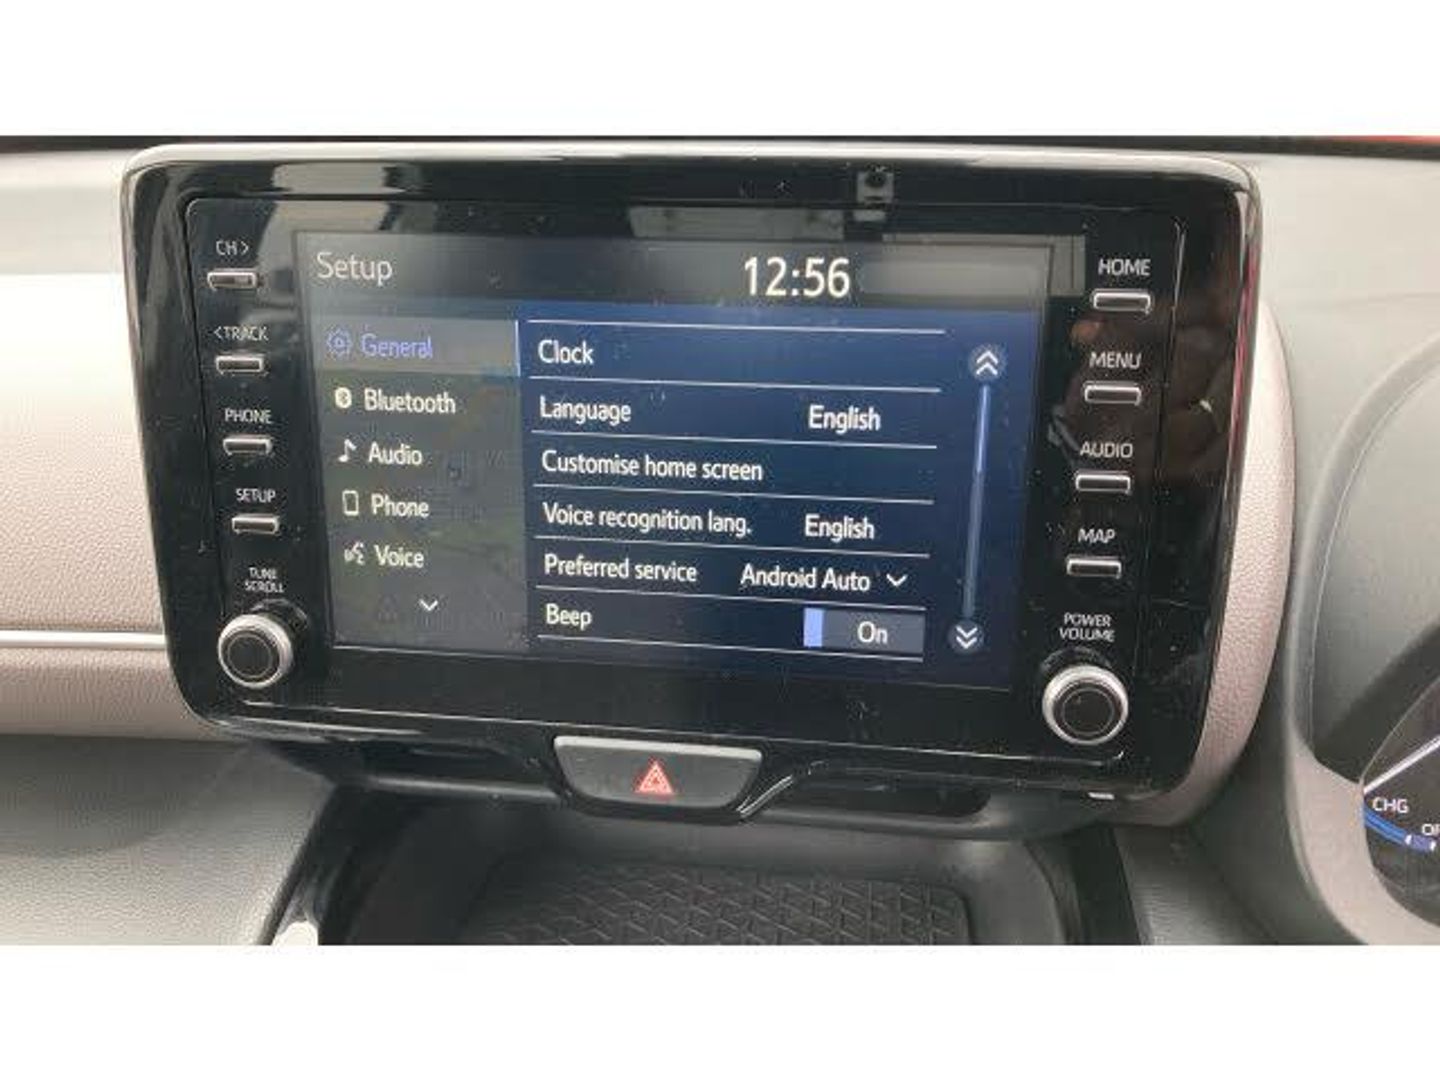 CH>
<TRACK
PHONE
SETUP
TUNE
SCROLL
Setup
12:56
General
Bluetooth
Audio
Phone
Voice
Clock
Language English
Customise home screen
Voice recognition lang. English
Preferred service Android Auto
Beep On
HOME
MENU
AUDIO
MAP
POWER
VOLUME
CHG